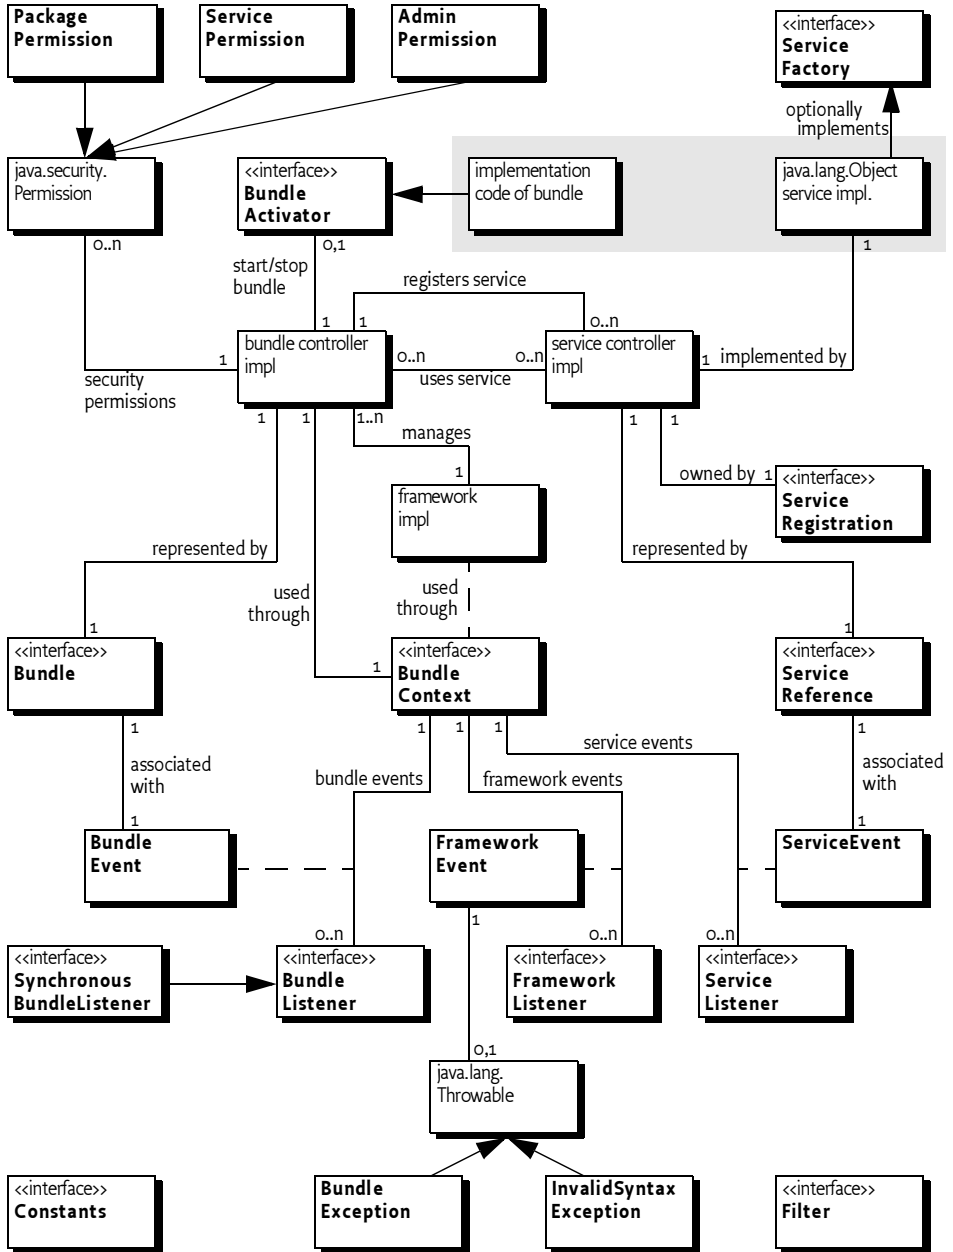 Package
Permission
Service
Permission
Admin
Permission
<<interface>>
Service
Factory
optionally
implements
java.security.
Permission
<<interface>>
Bundle
Activator
implementation
code of bundle
java.lang.Object
service impl.
0..n
0,1
1
start/stop
bundle
registers service
1
1
0..n
bundle controller
impl
service controller
impl
1
0..n
0..n
uses service
1
implemented by
security
permissions
1
1
1..n
1
1
manages
1
owned by
1
<<interface>>
Service
Registration
framework
impl
represented by
represented by
used
through
used
through
1
1
<<interface>>
Bundle
1
<<interface>>
Bundle
Context
<<interface>>
Service
Reference
1
1
1
1
1
service events
associated
with
bundle events
framework events
associated
with
1
1
Bundle
Event
Framework
Event
ServiceEvent
0..n
1
0..n
0..n
<<interface>>
Synchronous
BundleListener
<<interface>>
Bundle
Listener
<<interface>>
Framework
Listener
<<interface>>
Service
Listener
0,1
java.lang.
Throwable
<<interface>>
Constants
Bundle
Exception
InvalidSyntax
Exception
<<interface>>
Filter